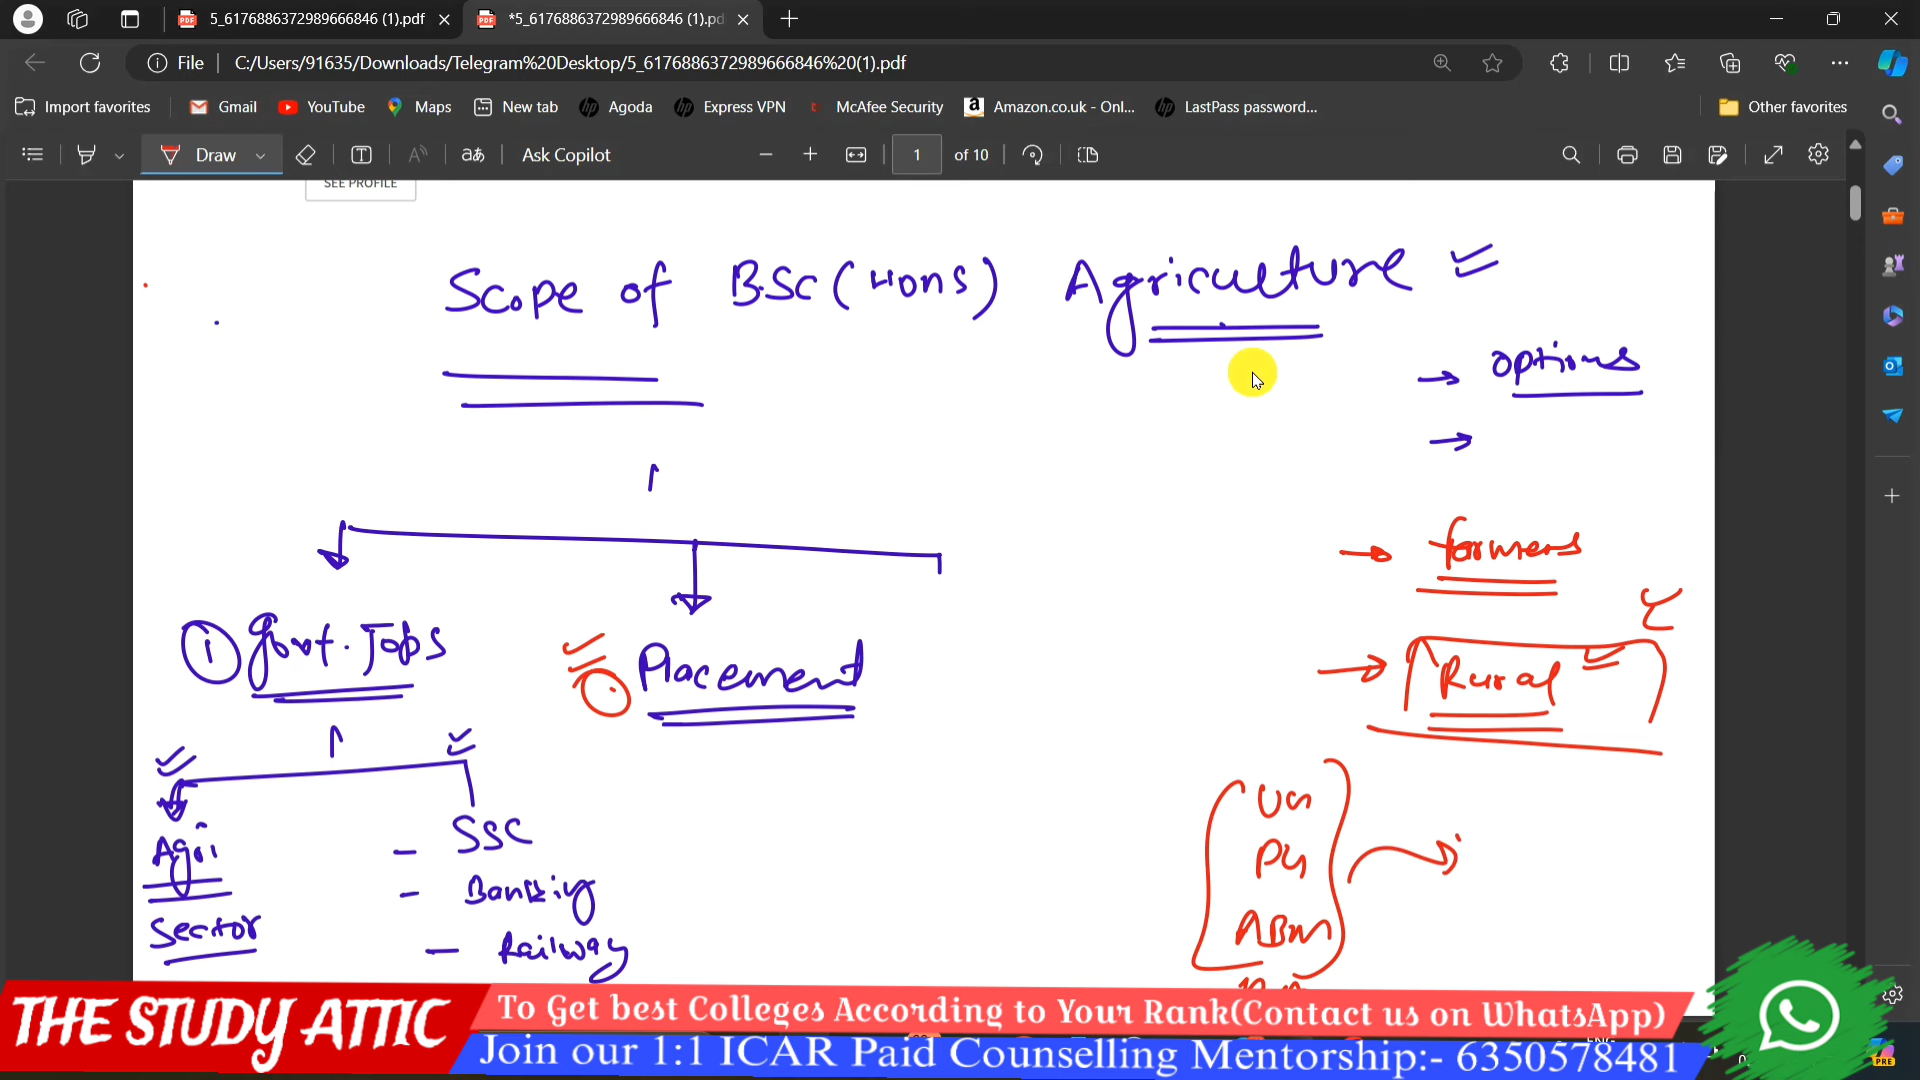 5_6176886372989666846 (1).pdf
*5_6176886372989666846 (1).pd
File
C:/Users/91635/Downloads/Telegram%20Desktop/5_6176886372989666846%20(1).pdf
Import favorites
Gmail
YouTube
Maps
New tab
Agoda
Express VPN
McAfee Security
Amazon.co.uk - Onl...
LastPass password...
Other favorites
Draw
Ask Copilot
1
of 10
SEE PROFILE
Scope of BSc (Hons) Agriculture
→ options
→
→ farmers
① Govt. Jobs
Placement
→ Rural
UG
PG
ABM
Agri
Sector
- SSC
- Banking
- Railway
THE STUDY ATTIC
To Get best Colleges According to Your Rank(Contact us on WhatsApp)
Join our 1:1 ICAR Paid Counselling Mentorship:- 6350578481